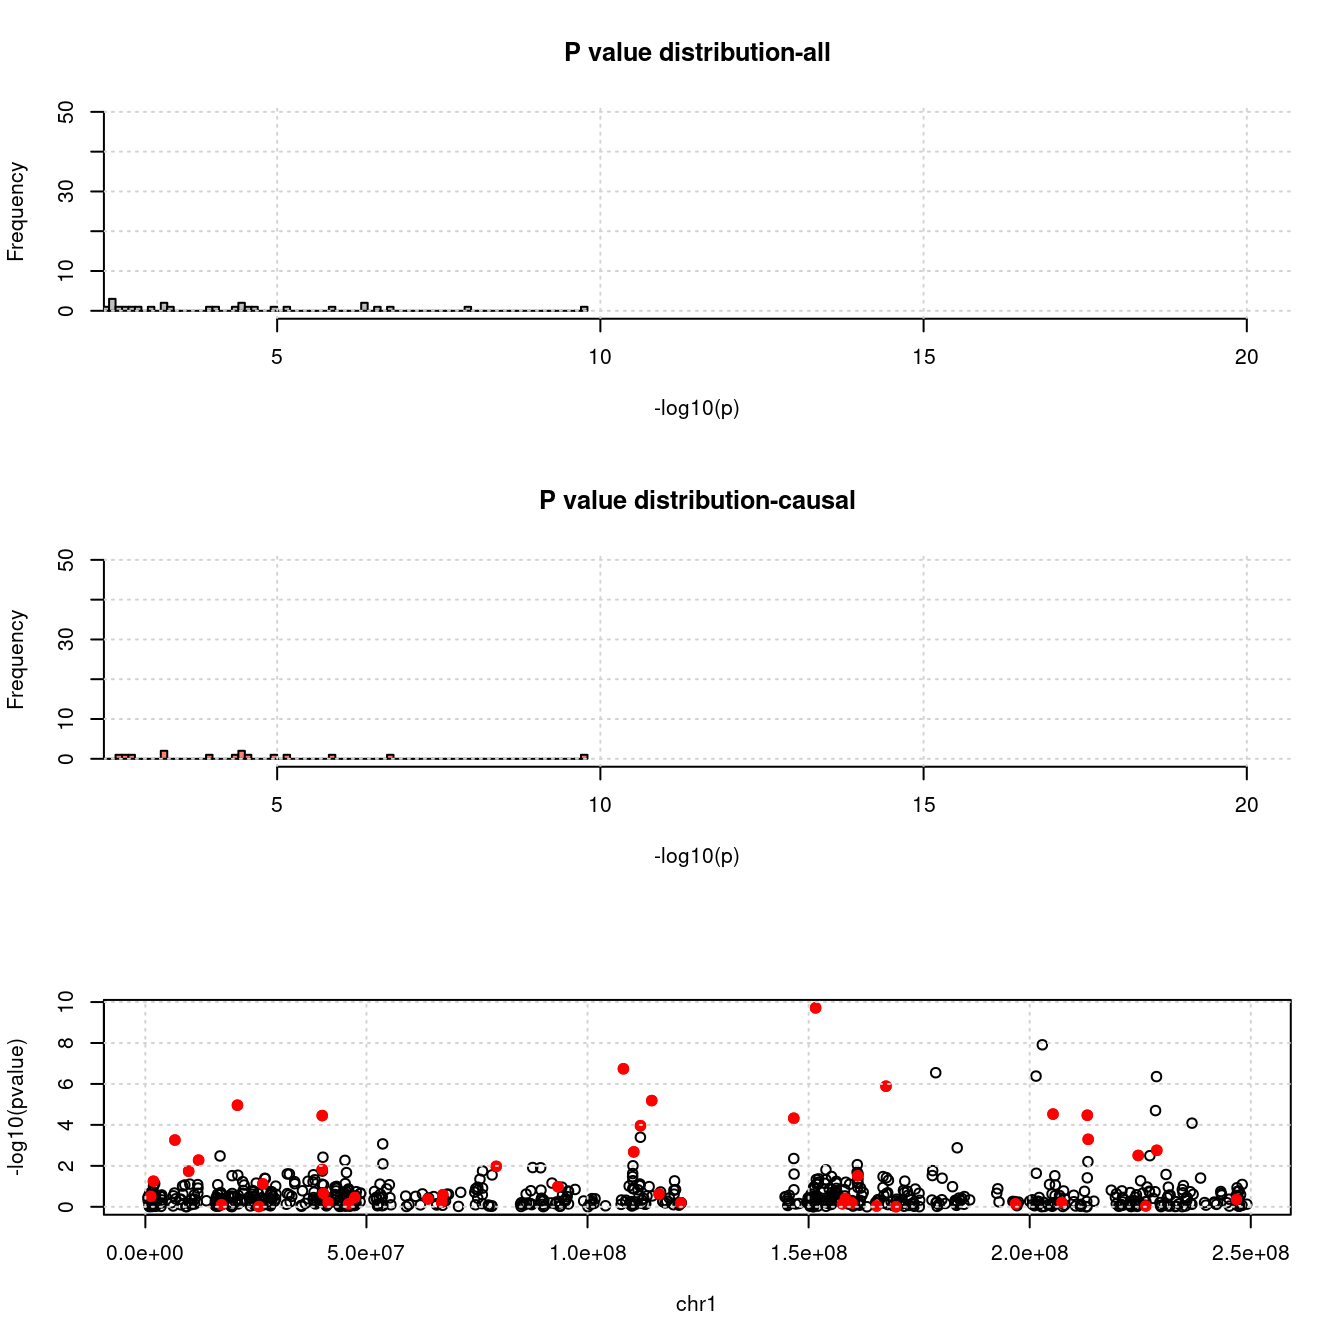 P value distribution-all
Frequency
50
30
10
0
5 10 15 20
-log10(p)
P value distribution-causal
Frequency
50
30
10
0
5 10 15 20
-log10(p)
-log10(pvalue)
10
8
6
4
2
0
0.0e+00 5.0e+07 1.0e+08 1.5e+08 2.0e+08 2.5e+08
chr1